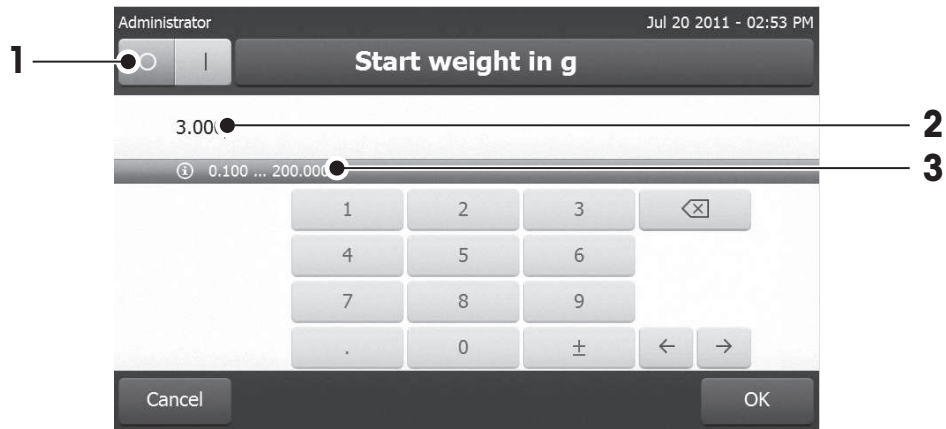 Administrator Jul 20 2011 - 02:53 PM
1
Start weight in g
3.00
2
0.100 ... 200.000
3
1 2 3
4 5 6
7 8 9
. 0 ±
← →
Cancel OK